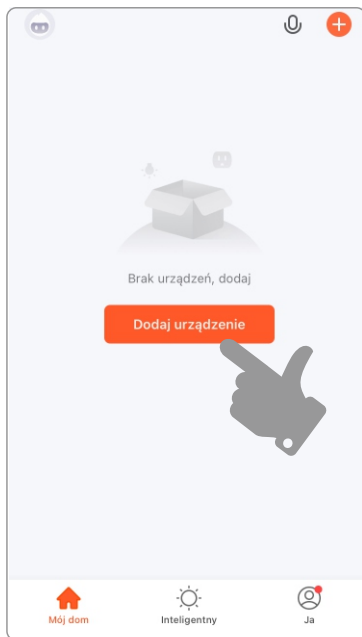 Brak urządzeń, dodaj
Dodaj urządzenie
Mój dom
Inteligentny
Ja